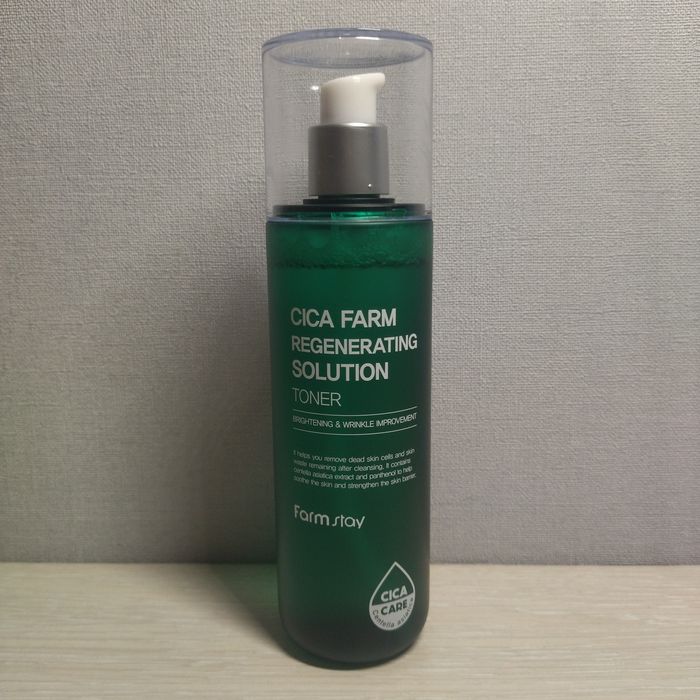 CICA FARM
REGENERATING
SOLUTION
TONER
BRIGHTENING & WRINKLE IMPROVEMENT
It helps you remove dead skin cells and skin
waste remaining after cleansing. It contains
centella asiatica extract and panthenol to help
soothe the skin and strengthen the skin barrier.
Farmstay
CICA
CARE
Centella asiatica